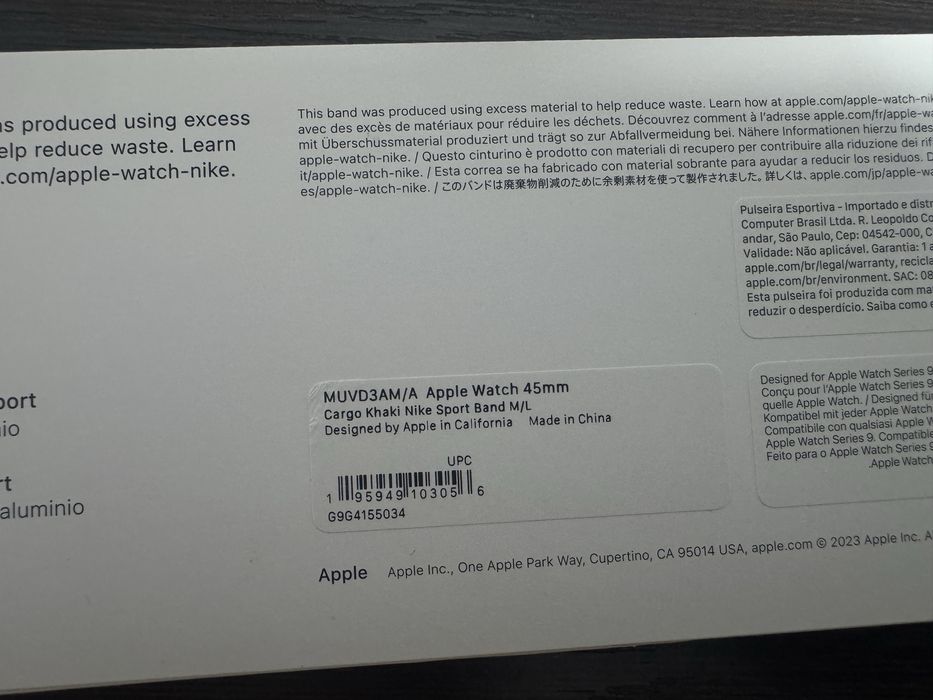 as produced using excess
elp reduce waste. Learn
.com/apple-watch-nike.
This band was produced using excess material to help reduce waste. Learn how at apple.com/apple-watch-nik
avec des excès de matériaux pour réduire les déchets. Découvrez comment à l'adresse apple.com/fr/apple-wa
mit Überschussmaterial produziert und trägt so zur Abfallvermeidung bei. Nähere Informationen hierzu findes
apple-watch-nike. / Questo cinturino è prodotto con materiali di recupero per contribuire alla riduzione dei rif
it/apple-watch-nike. / Esta correa se ha fabricado con material sobrante para ayudar a reducir los residuos. D
es/apple-watch-nike. / このバンドは廃棄物削減のために余剰素材を使って製作されました。詳しくは、apple.com/jp/apple-wa
Pulseira Esportiva – Importado e distr
Computer Brasil Ltda. R. Leopoldo Co
andar, São Paulo, Cep: 04542-000, C
Validade: Não aplicável. Garantia: 1 a
apple.com/br/legal/warranty, recicla
apple.com/br/environment. SAC: 08
Esta pulseira foi produzida com ma
reduzir o desperdício. Saiba como e
port
io
rt
aluminio
MUVD3AM/A Apple Watch 45mm
Cargo Khaki Nike Sport Band M/L
Designed by Apple in California Made in China
UPC
1 95949 10305 6
G9G4155034
Designed for Apple Watch Series 9
Conçu pour l'Apple Watch Series 9
quelle Apple Watch. / Designed für
Kompatibel mit jeder Apple Watch
Compatibile con qualsiasi Apple W
Apple Watch Series 9. Compatible
Feito para o Apple Watch Series 9
.Apple Watch
Apple Apple Inc., One Apple Park Way, Cupertino, CA 95014 USA, apple.com © 2023 Apple Inc. A